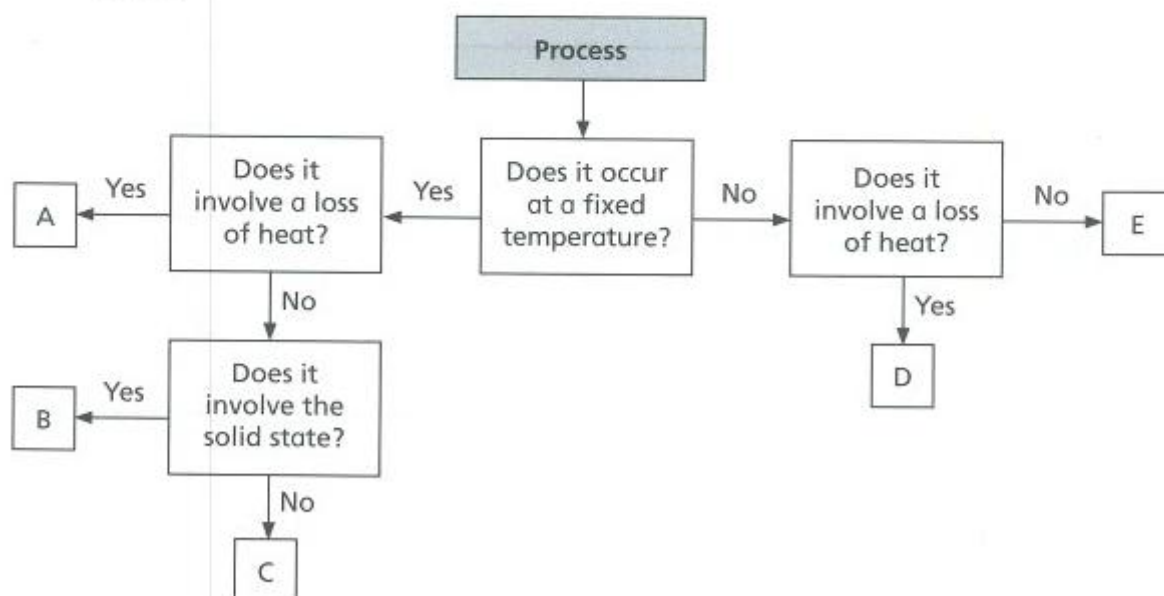 Process
Does it
involve a loss
of heat?
Yes
A
Yes
Does it occur
at a fixed
temperature?
No
Does it
involve a loss
of heat?
No
E
No
Yes
D
Does it
involve the
solid state?
Yes
B
No
C